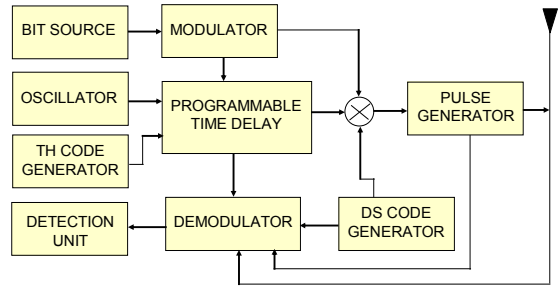 BIT SOURCE
MODULATOR
OSCILLATOR
PROGRAMMABLE
TIME DELAY
PULSE
GENERATOR
TH CODE
GENERATOR
DETECTION
UNIT
DEMODULATOR
DS CODE
GENERATOR